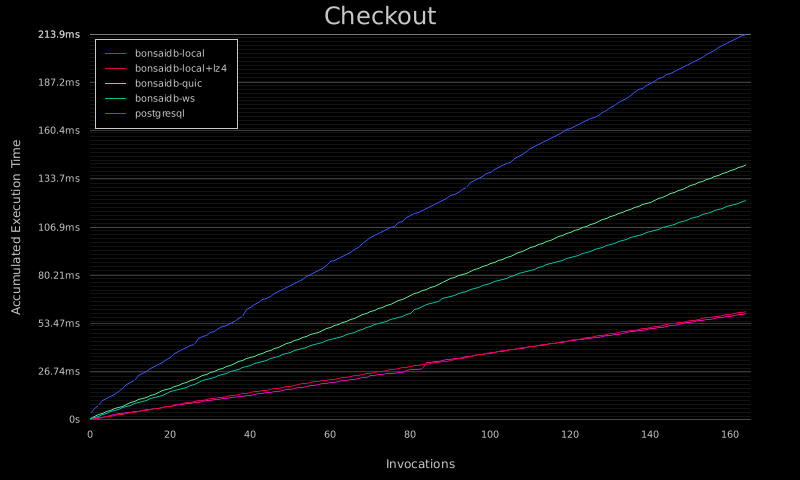 Checkout
213.9ms
187.2ms
160.4ms
133.7ms
106.9ms
80.21ms
53.47ms
26.74ms
0s
Accumulated Execution Time
bonsaidb-local
bonsaidb-local+lz4
bonsaidb-quic
bonsaidb-ws
postgresql
0 20 40 60 80 100 120 140 160
Invocations